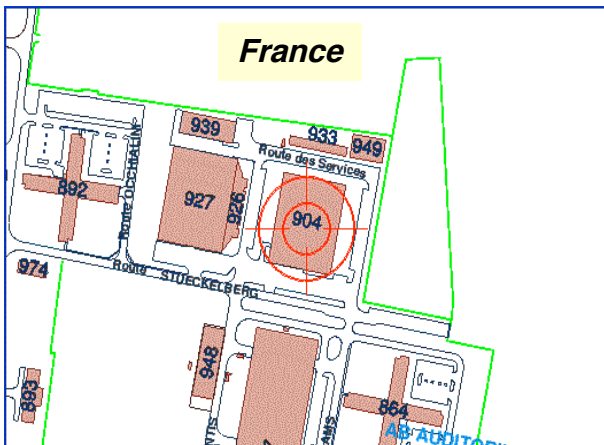 France
939
933
949
Route des Services
Route OCCHIALINI
892
927
926
904
974
Route STUECKELBERG
948
893
864
AB AUDITORI